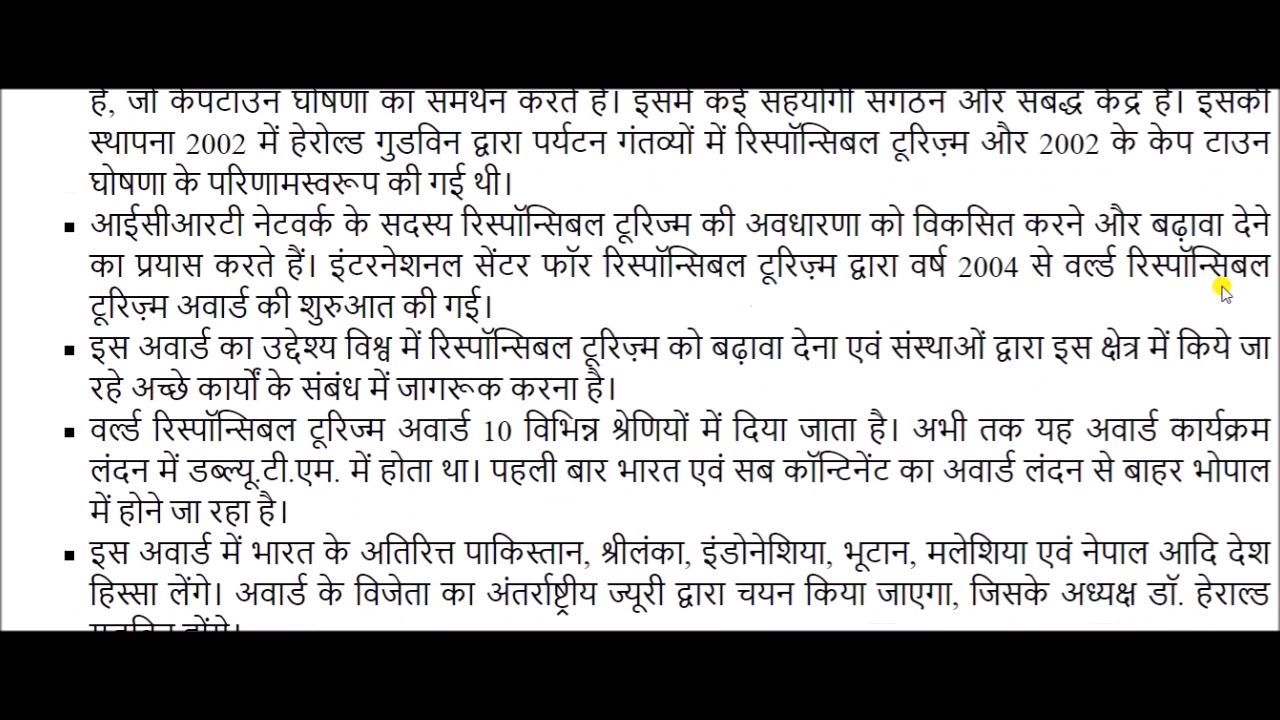 है, जो केपटाउन घोषणा का समर्थन करते हैं। इसमें कई सहयोगी संगठन और संबद्ध केंद्र हैं। इसकी
स्थापना 2002 में हेरोल्ड गुडविन द्वारा पर्यटन गंतव्यों में रिस्पॉन्सिबल टूरिज़्म और 2002 के केप टाउन
घोषणा के परिणामस्वरूप की गई थी।
▪ आईसीआरटी नेटवर्क के सदस्य रिस्पॉन्सिबल टूरिज्म की अवधारणा को विकसित करने और बढ़ावा देने
का प्रयास करते हैं। इंटरनेशनल सेंटर फॉर रिस्पॉन्सिबल टूरिज़्म द्वारा वर्ष 2004 से वर्ल्ड रिस्पॉन्सिबल
टूरिज़्म अवार्ड की शुरुआत की गई।
▪ इस अवार्ड का उद्देश्य विश्व में रिस्पॉन्सिबल टूरिज़्म को बढ़ावा देना एवं संस्थाओं द्वारा इस क्षेत्र में किये जा
रहे अच्छे कार्यों के संबंध में जागरूक करना है।
▪ वर्ल्ड रिस्पॉन्सिबल टूरिज्म अवार्ड 10 विभिन्न श्रेणियों में दिया जाता है। अभी तक यह अवार्ड कार्यक्रम
लंदन में डब्ल्यू.टी.एम. में होता था। पहली बार भारत एवं सब कॉन्टिनेंट का अवार्ड लंदन से बाहर भोपाल
में होने जा रहा है।
▪ इस अवार्ड में भारत के अतिरित्त पाकिस्तान, श्रीलंका, इंडोनेशिया, भूटान, मलेशिया एवं नेपाल आदि देश
हिस्सा लेंगे। अवार्ड के विजेता का अंतर्राष्ट्रीय ज्यूरी द्वारा चयन किया जाएगा, जिसके अध्यक्ष डॉ. हेराल्ड